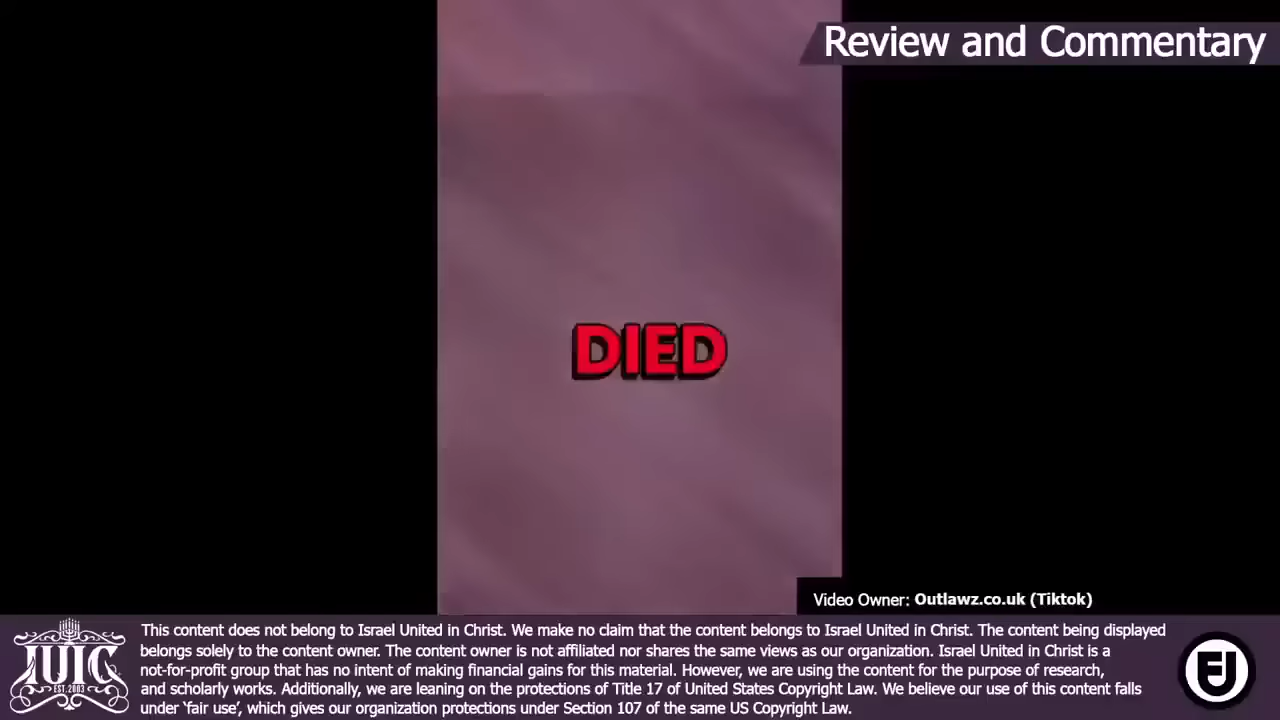 Review and Commentary
DIED
Video Owner: Outlawz.co.uk (Tiktok)
This content does not belong to Israel United in Christ. We make no claim that the content belongs to Israel United in Christ. The content being displayed
belongs solely to the content owner. The content owner is not affiliated nor shares the same views as our organization. Israel United in Christ is a
not-for-profit group that has no intent of making financial gains for this material. However, we are using the content for the purpose of research,
and scholarly works. Additionally, we are leaning on the protections of Title 17 of United States Copyright Law. We believe our use of this content falls
under 'fair use', which gives our organization protections under Section 107 of the same US Copyright Law.
IUIC
EST. 2003